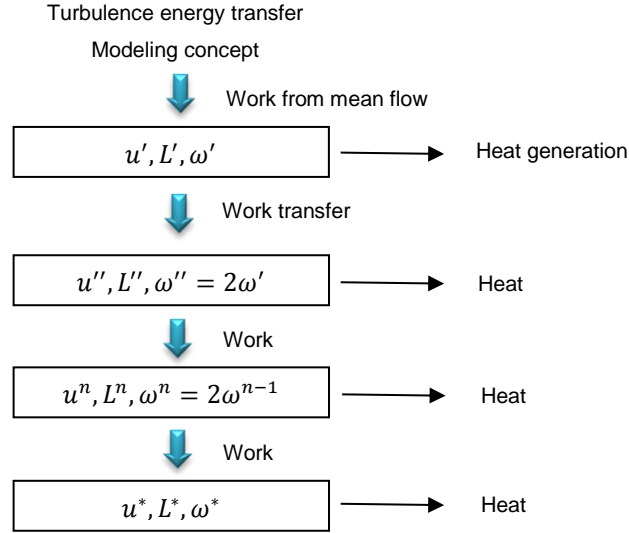 Turbulence energy transfer
Modeling concept
Work from mean flow
u′, L′, ω′
Heat generation
Work transfer
u′′, L′′, ω′′ = 2ω′
Heat
Work
uⁿ, Lⁿ, ωⁿ = 2ωⁿ⁻¹
Heat
Work
u*, L*, ω*
Heat